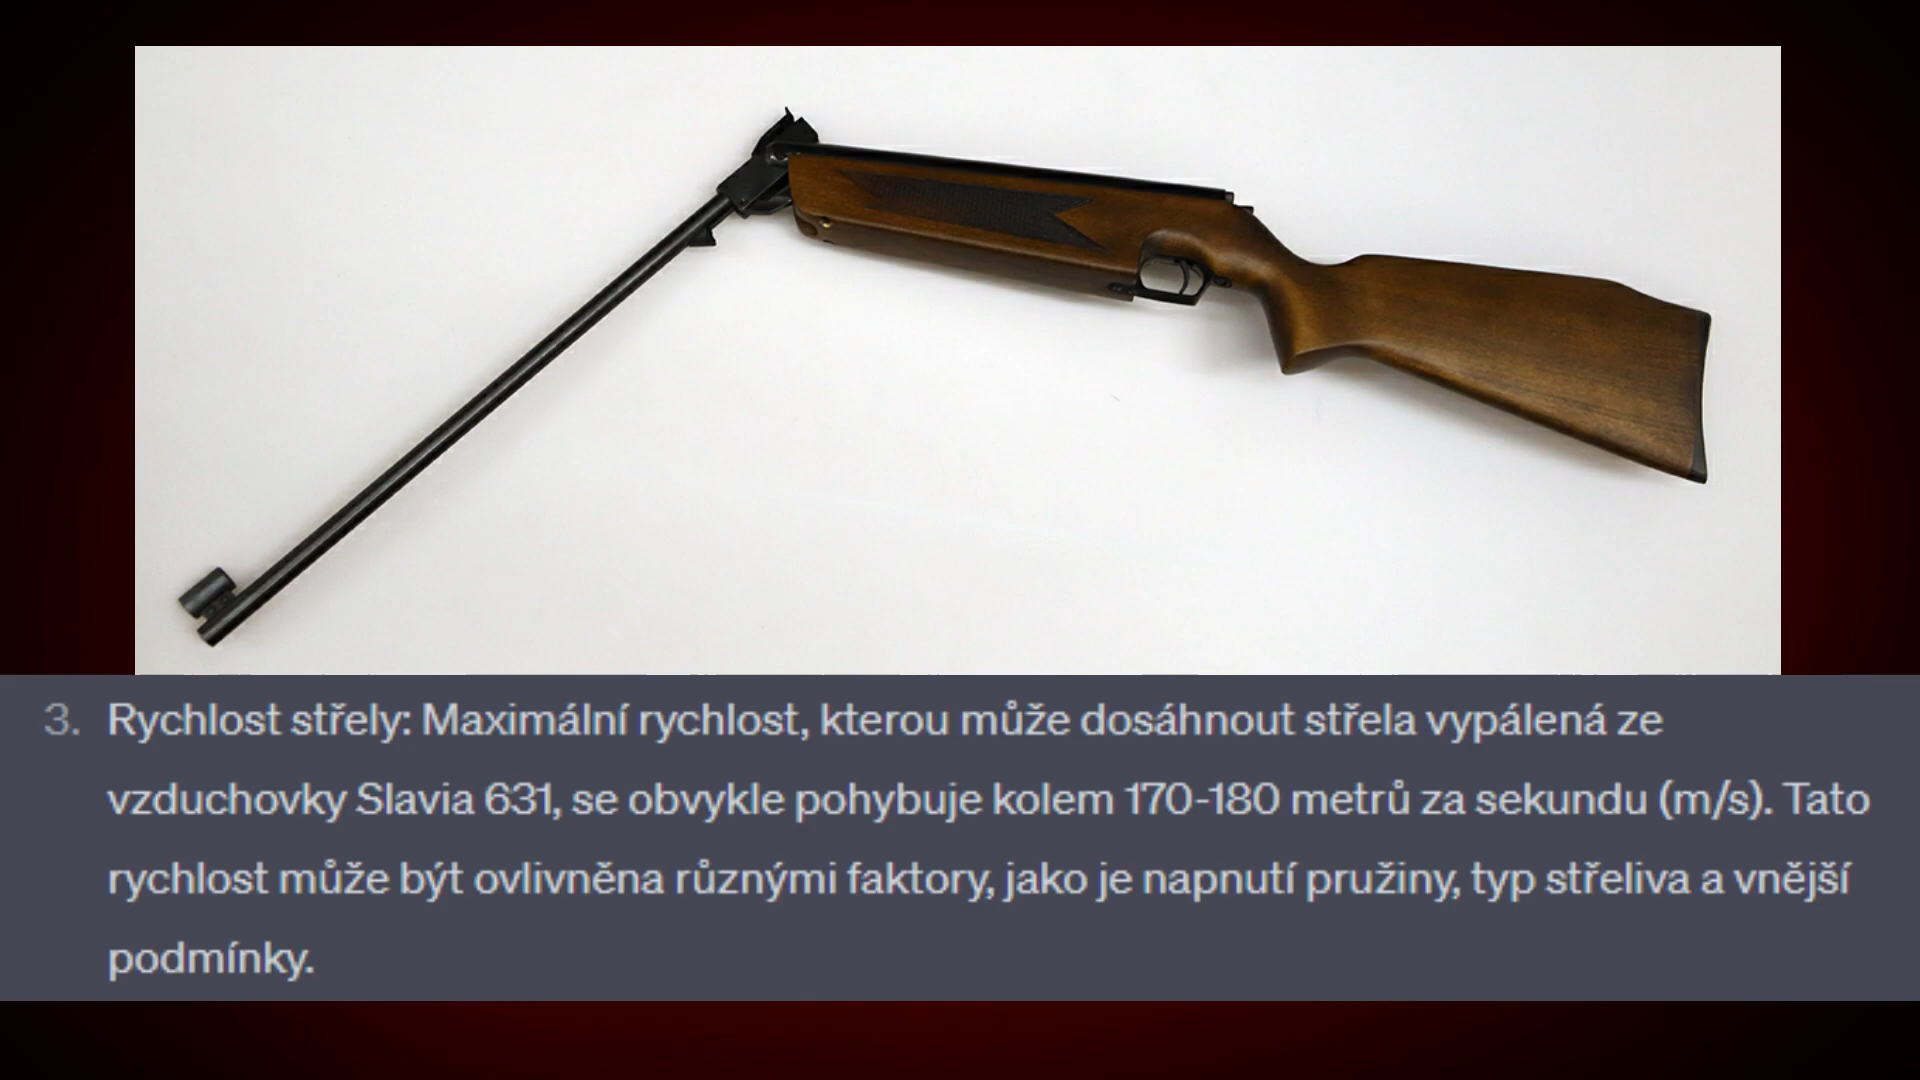 3. Rychlost střely: Maximální rychlost, kterou může dosáhnout střela vypálená ze
vzduchovky Slavia 631, se obvykle pohybuje kolem 170-180 metrů za sekundu (m/s). Tato
rychlost může být ovlivněna různými faktory, jako je napnutí pružiny, typ střeliva a vnější
podmínky.